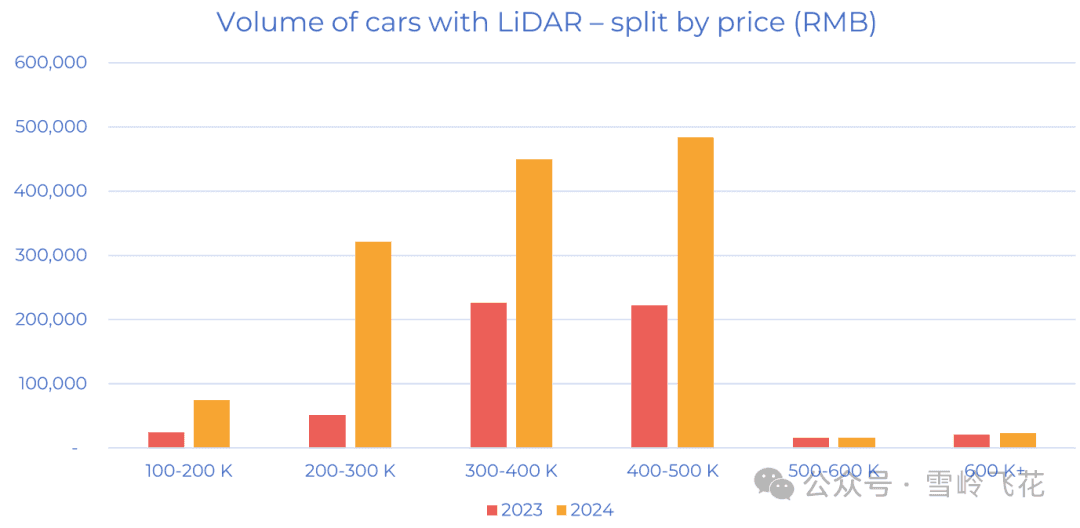 Volume of cars with LiDAR – split by price (RMB)
600,000
500,000
400,000
300,000
200,000
100,000
-
100-200 K
200-300 K
300-400 K
400-500 K
500-600 K
600 K+
公众号 · 雪岭飞花
2023
2024